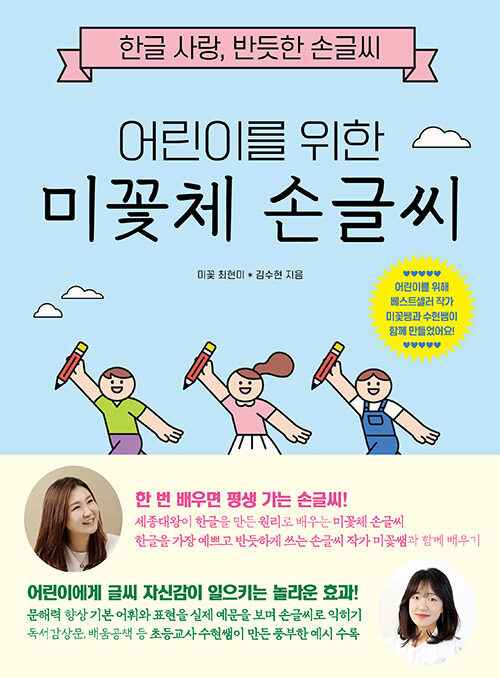 한글 사랑, 반듯한 손글씨
어린이를 위한
미꽃체 손글씨
미꽃 최현미 * 김수현 지음
♥♥♥♥♥
어린이를 위해
베스트셀러 작가
미꽃쌤과 수현쌤이
함께 만들었어요!
♥♥♥♥♥
한 번 배우면 평생 가는 손글씨!
세종대왕이 한글을 만든 원리로 배우는 미꽃체 손글씨
한글을 가장 예쁘고 반듯하게 쓰는 손글씨 작가 미꽃쌤과 함께 배우기
어린이에게 글씨 자신감이 일으키는 놀라운 효과!
문해력 향상 기본 어휘와 표현을 실제 예문을 보며 손글씨로 익히기
독서감상문, 배움공책 등 초등교사 수현쌤이 만든 풍부한 예시 수록